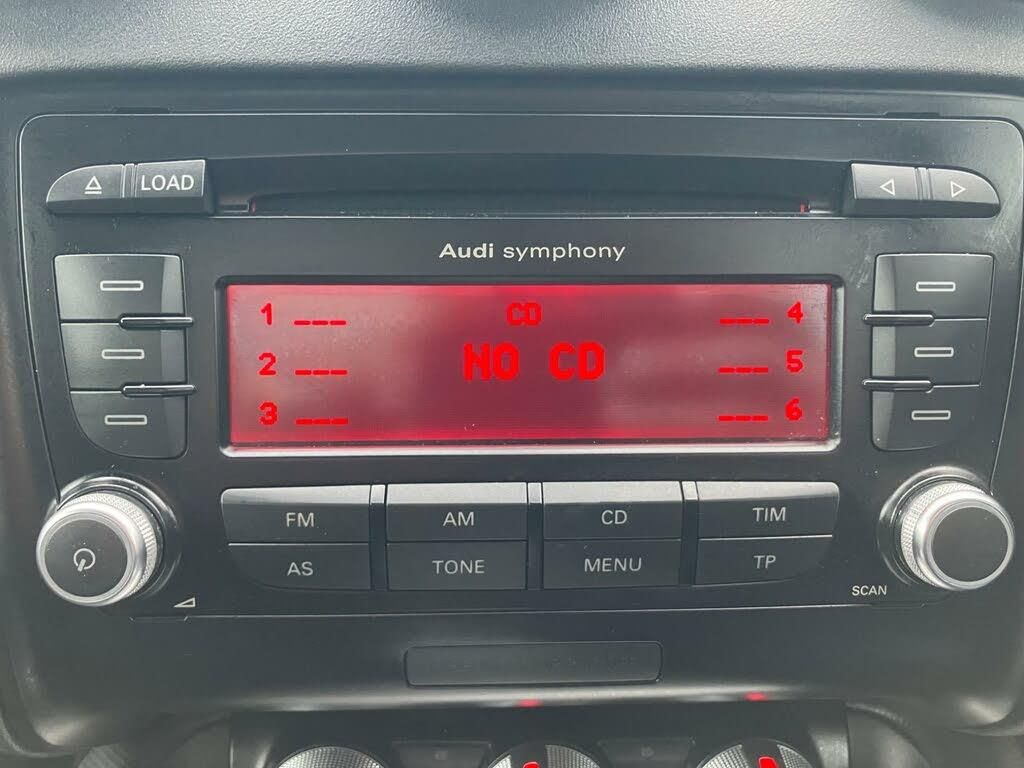 LOAD
Audi symphony
1 ___ CD ___ 4
2 ___ NO CD ___ 5
3 ___ ___ 6
FM AM CD TIM
AS TONE MENU TP
SCAN